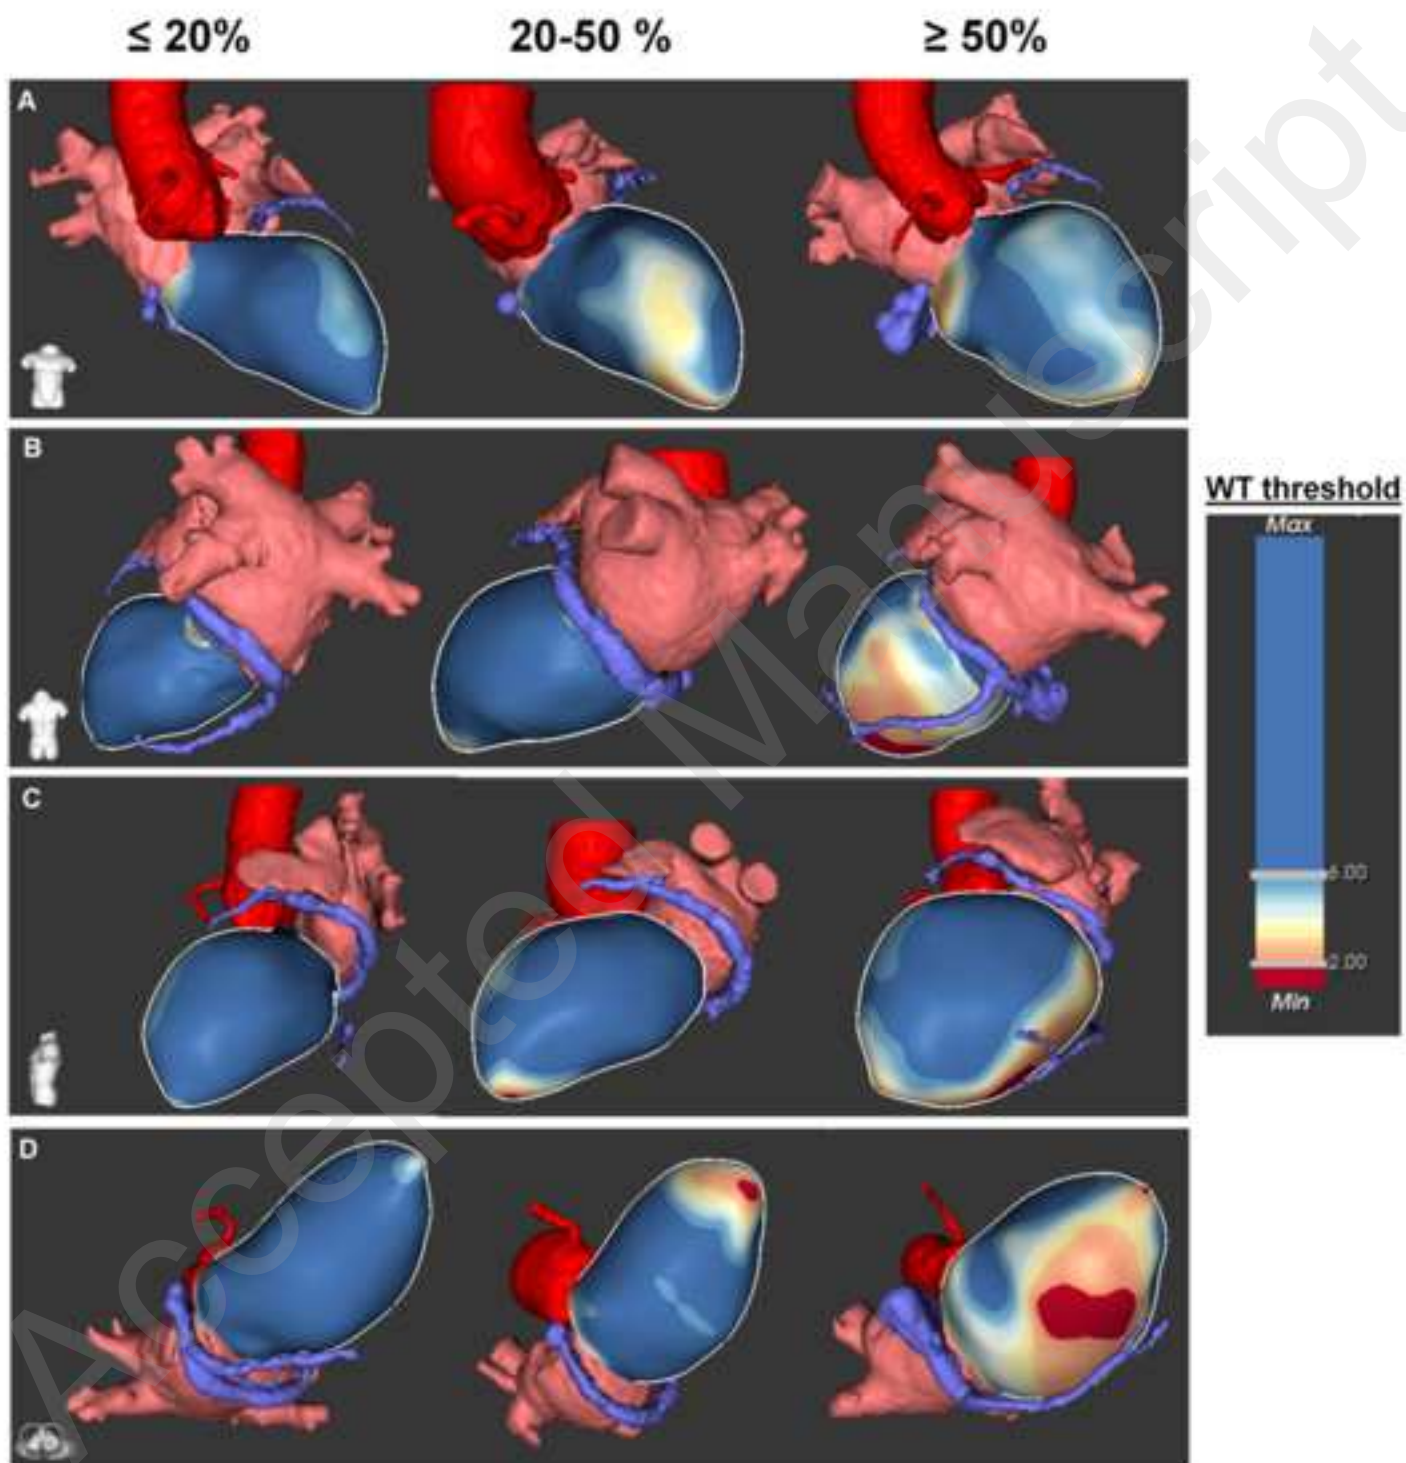 ≤ 20%
20-50 %
≥ 50%
A
B
WT threshold
Max
C
6.00
2.00
Min
D
Accepted Manuscript